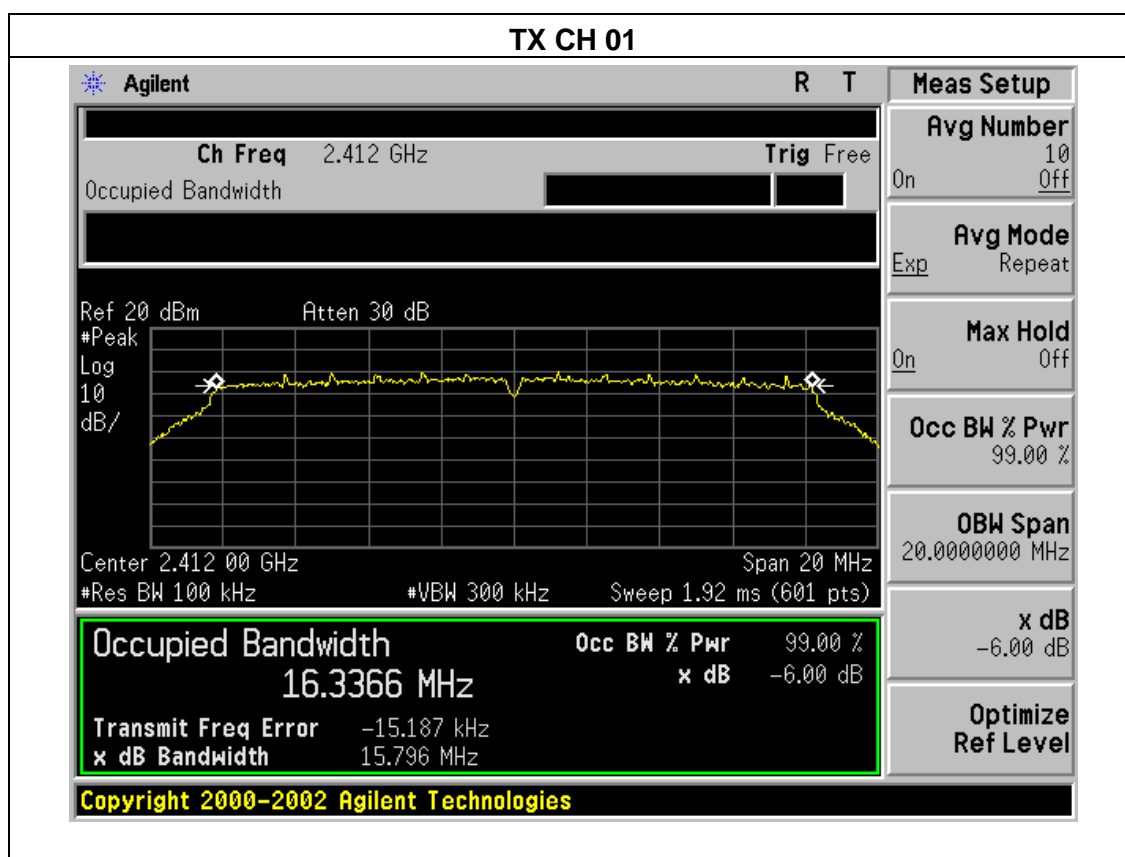 TX CH 01
Agilent R T Meas Setup
Ch Freq 2.412 GHz Trig Free
Occupied Bandwidth
Avg Number
10
On Off
Avg Mode
Exp Repeat
Max Hold
On Off
Occ BW % Pwr
99.00 %
OBW Span
20.0000000 MHz
x dB
-6.00 dB
Optimize
Ref Level
Ref 20 dBm Atten 30 dB
#Peak
Log
10
dB/
Center 2.412 00 GHz Span 20 MHz
#Res BW 100 kHz #VBW 300 kHz Sweep 1.92 ms (601 pts)
Occupied Bandwidth Occ BW % Pwr 99.00 %
16.3366 MHz x dB -6.00 dB
Transmit Freq Error -15.187 kHz
x dB Bandwidth 15.796 MHz
Copyright 2000-2002 Agilent Technologies